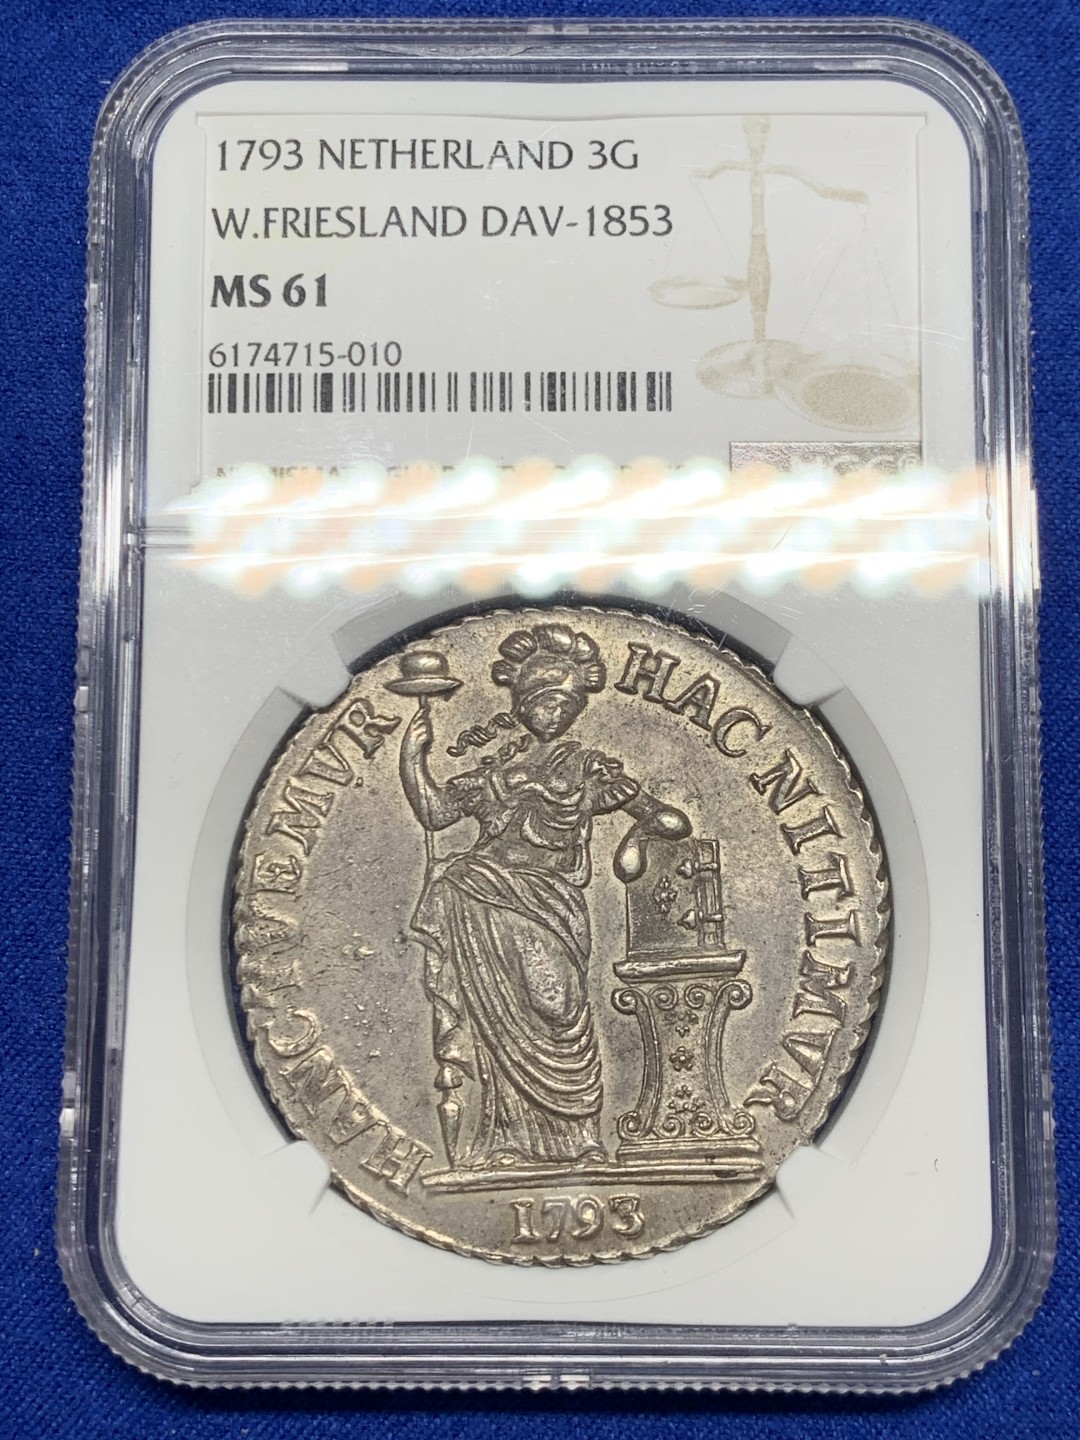 1793 NETHERLAND 3G
W.FRIESLAND DAV-1853
MS 61
6174715-010
HANC TVEMVR
HAC NITIMVR
1793